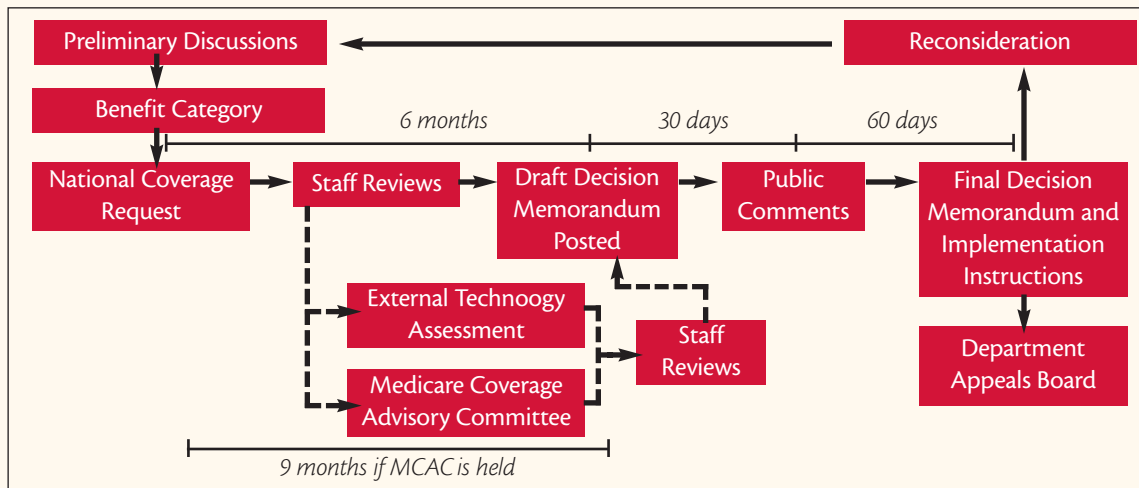 Preliminary Discussions
Reconsideration
Benefit Category
6 months
30 days
60 days
National Coverage
Request
Staff Reviews
Draft Decision
Memorandum
Posted
Public
Comments
Final Decision
Memorandum and
Implementation
Instructions
External Technoogy
Assessment
Staff
Reviews
Medicare Coverage
Advisory Committee
Department
Appeals Board
9 months if MCAC is held